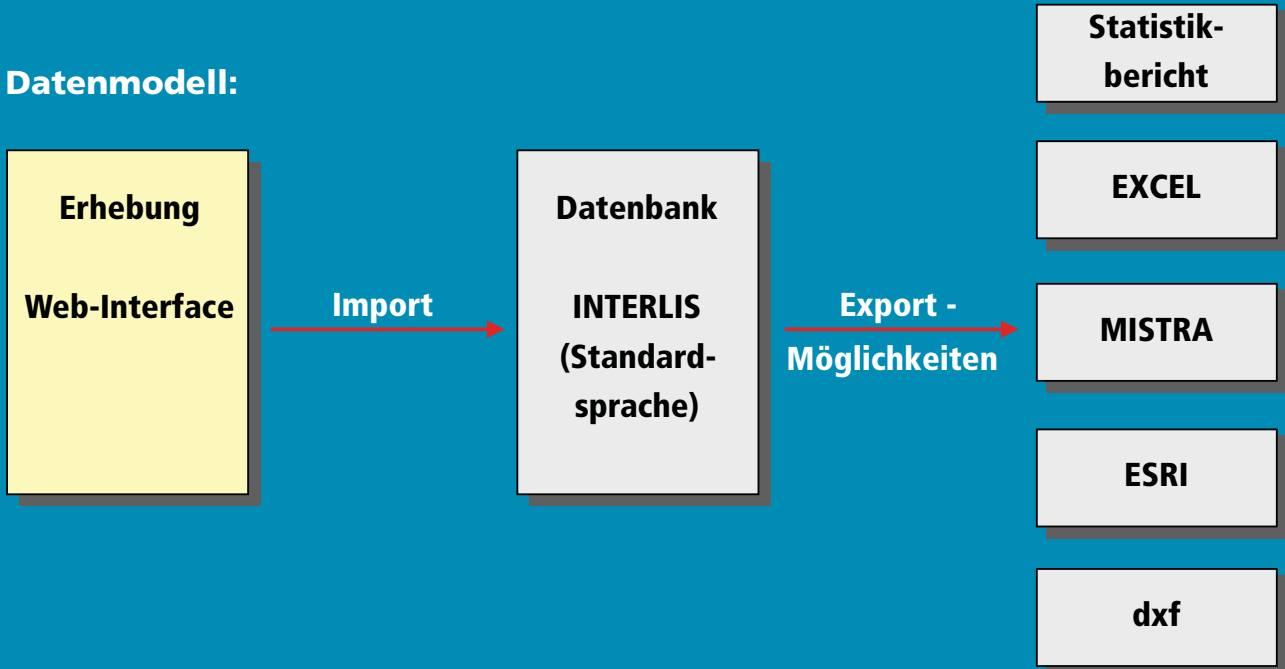 Datenmodell:
Erhebung
Web-Interface
Import
Datenbank
INTERLIS
(Standard-
sprache)
Export -
Möglichkeiten
Statistik-
bericht
EXCEL
MISTRA
ESRI
dxf